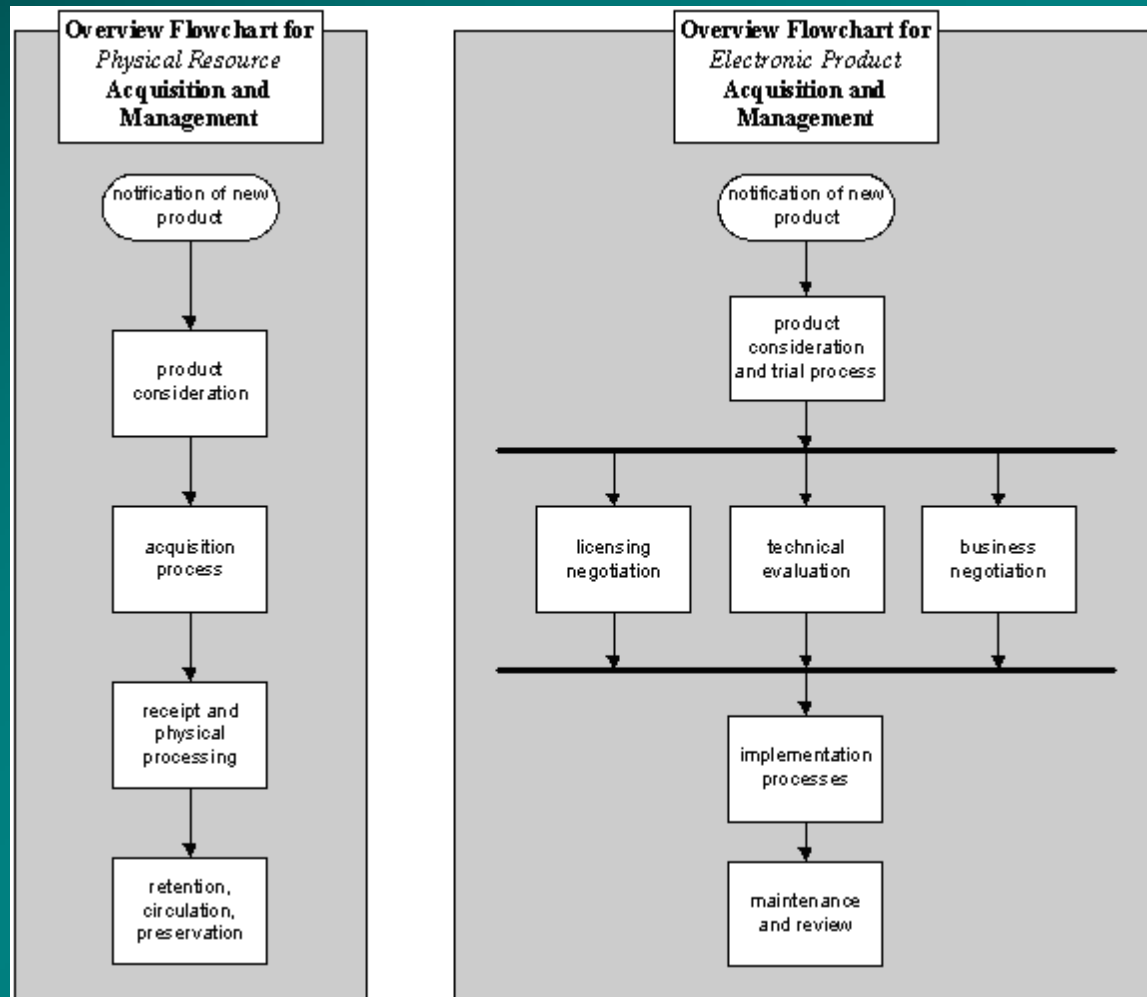 Overview Flowchart for
Physical Resource
Acquisition and
Management
notification of new
product
product
consideration
acquisition
process
receipt and
physical
processing
retention,
circulation,
preservation
Overview Flowchart for
Electronic Product
Acquisition and
Management
notification of new
product
product
consideration
and trial process
licensing
negotiation
technical
evaluation
business
negotiation
implementation
processes
maintenance
and review